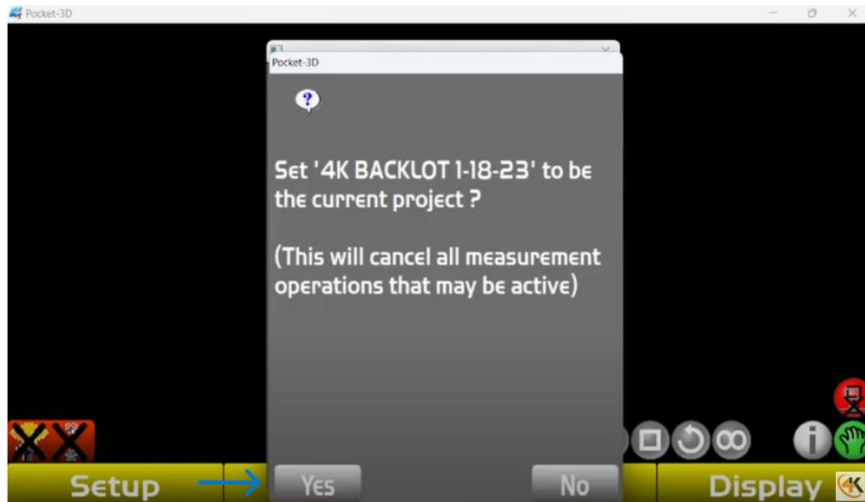 Pocket-3D
Pocket-3D
Set '4K BACKLOT 1-18-23' to be
the current project ?
(This will cancel all measurement
operations that may be active)
Yes
No
Setup
Display
4K